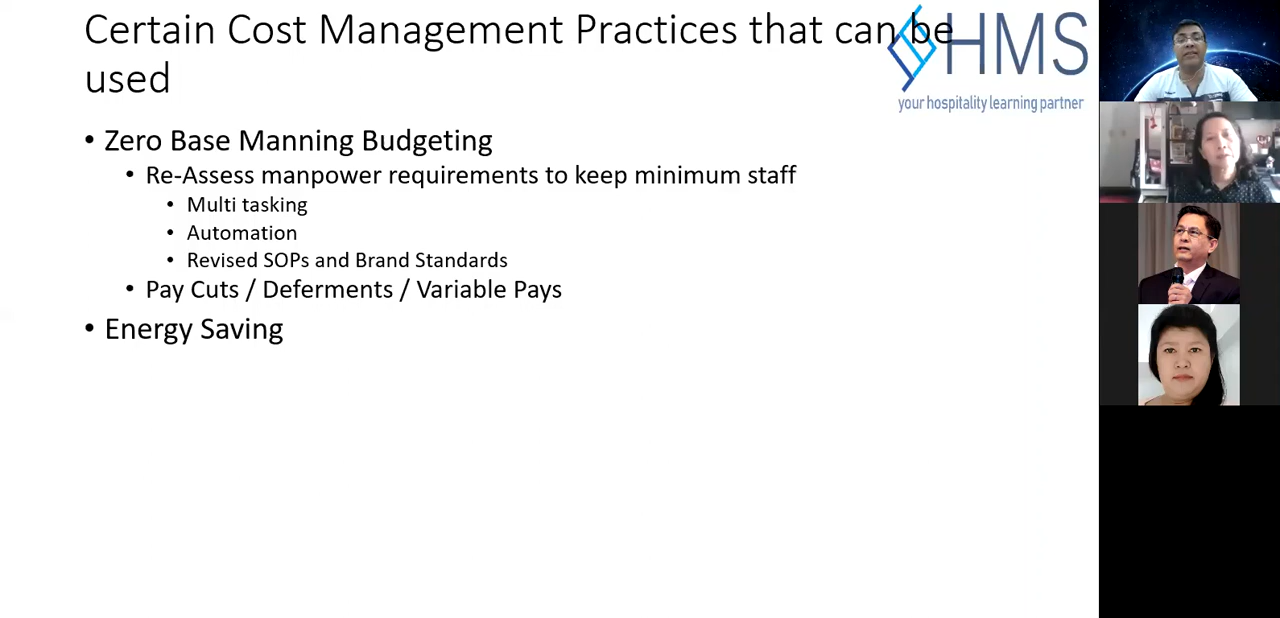 Certain Cost Management Practices that can be
used
HMS
your hospitality learning partner
• Zero Base Manning Budgeting
• Re-Assess manpower requirements to keep minimum staff
• Multi tasking
• Automation
• Revised SOPs and Brand Standards
• Pay Cuts / Deferments / Variable Pays
• Energy Saving